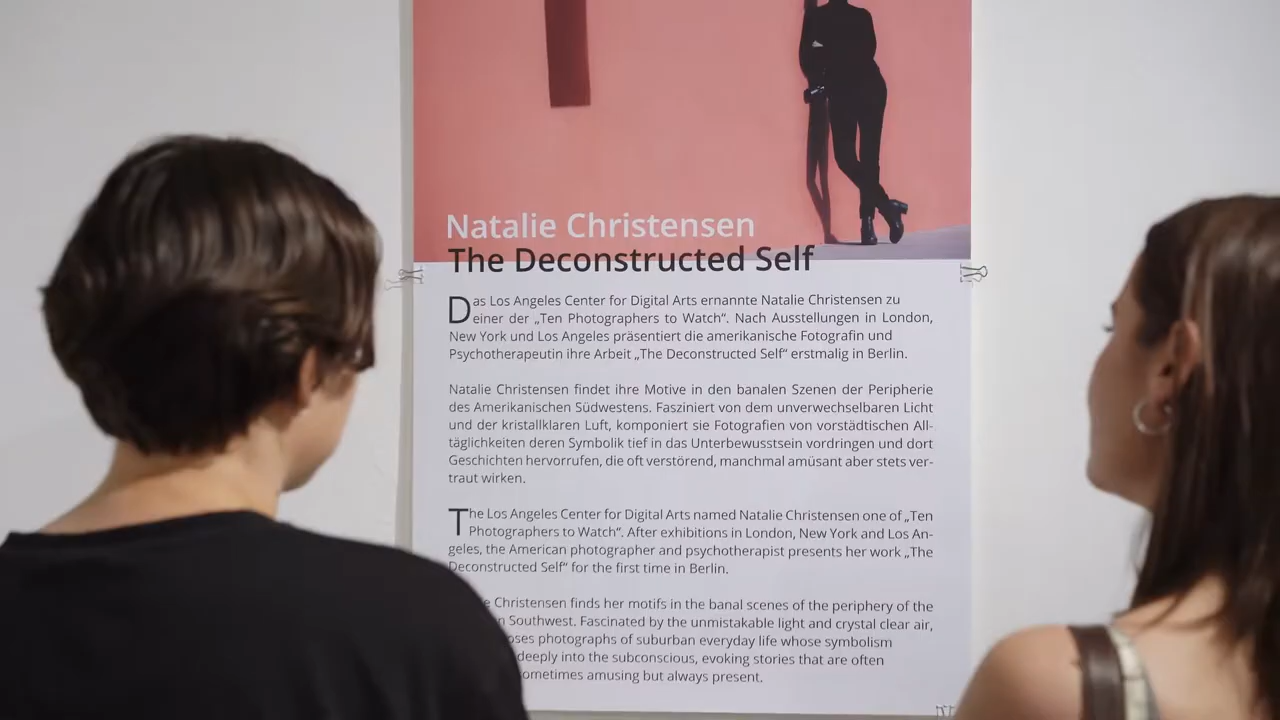 Natalie Christensen
The Deconstructed Self
Das Los Angeles Center for Digital Arts ernannte Natalie Christensen zu
einer der „Ten Photographers to Watch“. Nach Ausstellungen in London,
New York und Los Angeles präsentiert die amerikanische Fotografin und
Psychotherapeutin ihre Arbeit „The Deconstructed Self“ erstmalig in Berlin.
Natalie Christensen findet ihre Motive in den banalen Szenen der Peripherie
des Amerikanischen Südwestens. Fasziniert von dem unverwechselbaren Licht
und der kristallklaren Luft, komponiert sie Fotografien von vorstädtischen All-
täglichkeiten deren Symbolik tief in das Unterbewusstsein vordringen und dort
Geschichten hervorrufen, die oft verstörend, manchmal amüsant aber stets ver-
traut wirken.
The Los Angeles Center for Digital Arts named Natalie Christensen one of „Ten
Photographers to Watch“. After exhibitions in London, New York and Los An-
geles, the American photographer and psychotherapist presents her work „The
Deconstructed Self“ for the first time in Berlin.
Christensen finds her motifs in the banal scenes of the periphery of the
Southwest. Fascinated by the unmistakable light and crystal clear air,
photographs of suburban everyday life whose symbolism
deeply into the subconscious, evoking stories that are often
sometimes amusing but always present.